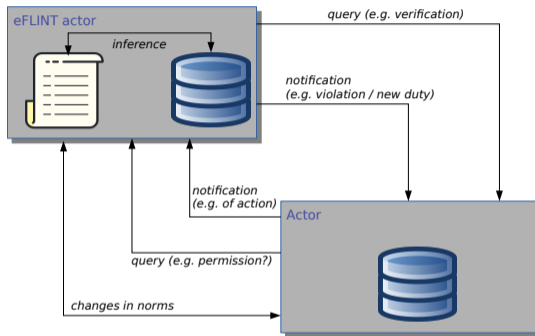 eFLINT actor
query (e.g. verification)
inference
notification
(e.g. violation / new duty)
notification
(e.g. of action)
Actor
query (e.g. permission?)
changes in norms